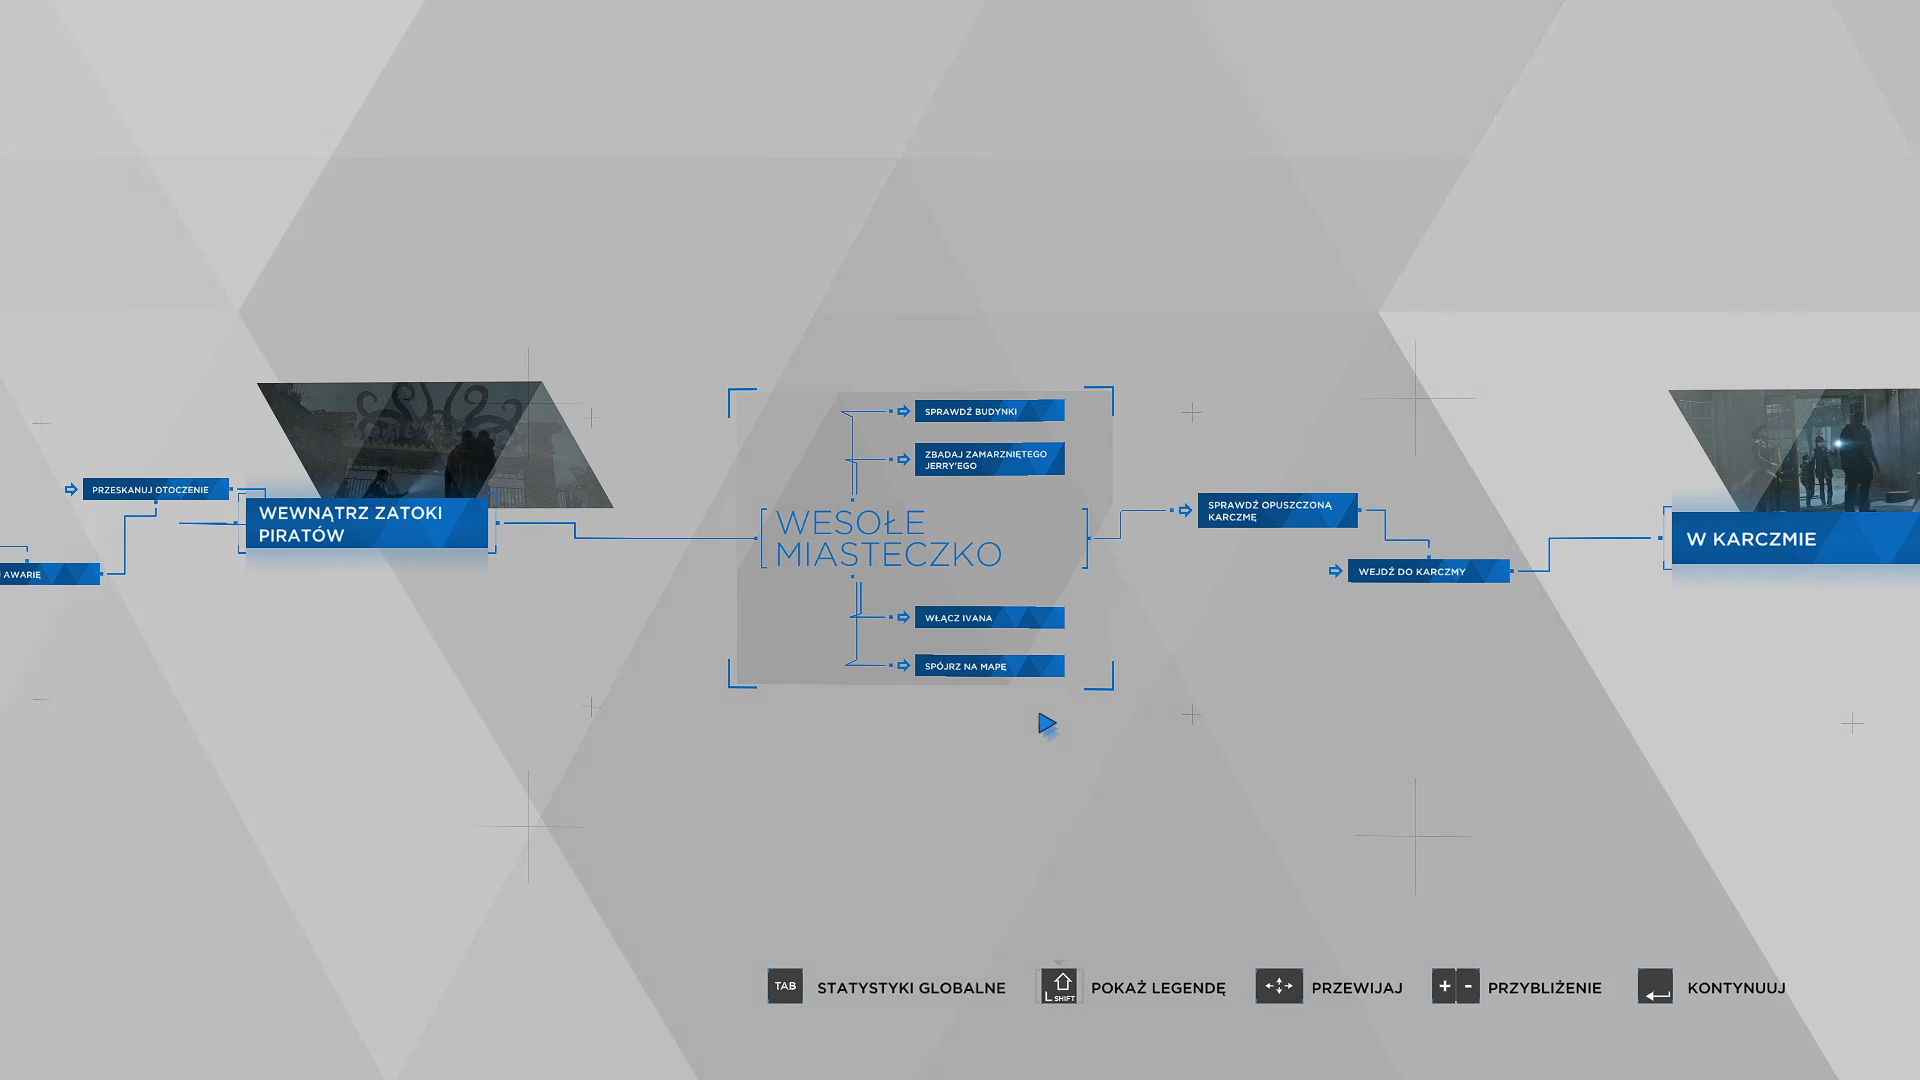 PRZESKANUJ OTOCZENIE
AWARIĘ
WEWNĄTRZ ZATOKI
PIRATÓW
SPRAWDŹ BUDYNKI
ZBADAJ ZAMARZNIĘTEGO
JERRY'EGO
WESOŁE
MIASTECZKO
WŁĄCZ IVANA
SPÓJRZ NA MAPĘ
SPRAWDŹ OPUSZCZONĄ
KARCZMĘ
WEJDŹ DO KARCZMY
W KARCZMIE
TAB STATYSTYKI GLOBALNE L SHIFT POKAŻ LEGENDĘ PRZEWIJAJ + - PRZYBLIŻENIE KONTYNUUJ